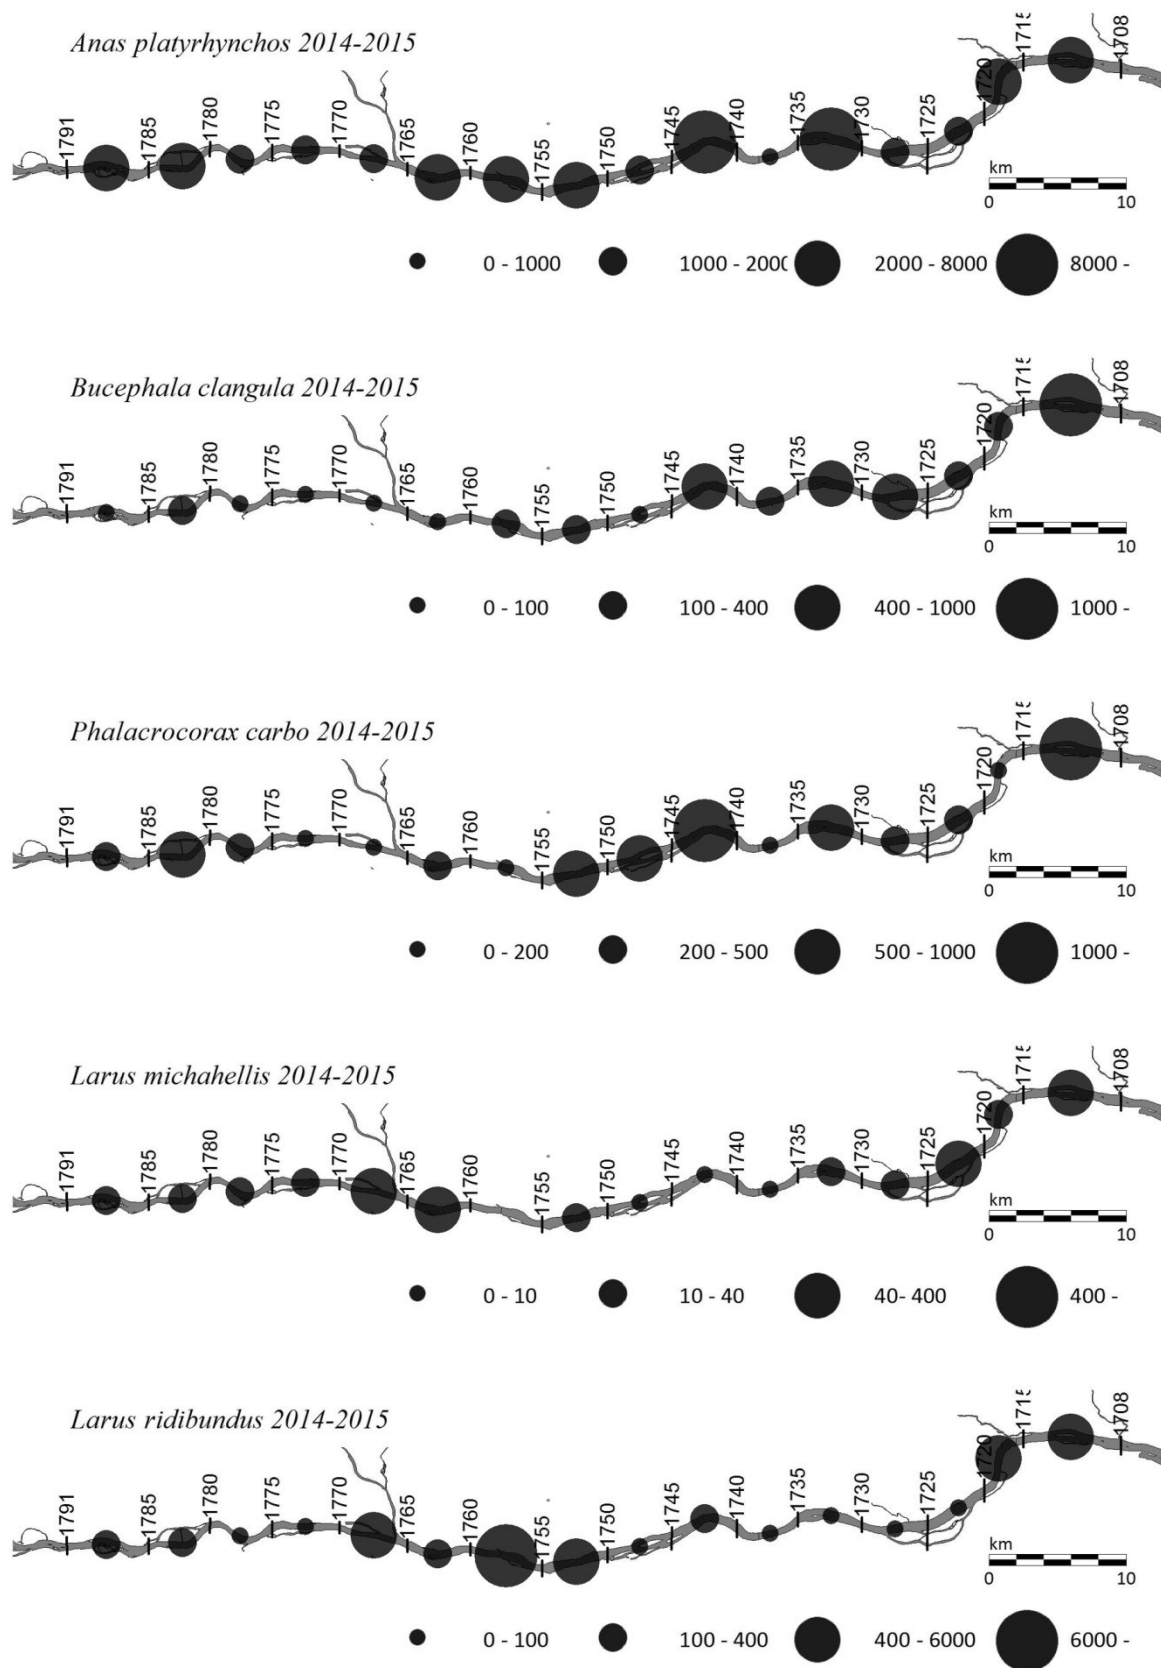 Anas platyrhynchos 2014-2015
1791 1785 1780 1775 1770 1765 1760 1755 1750 1745 1740 1735 1730 1725 1720 1715 1708
km
0 10
0 - 1000 1000 - 2000 2000 - 8000 8000 -
Bucephala clangula 2014-2015
1791 1785 1780 1775 1770 1765 1760 1755 1750 1745 1740 1735 1730 1725 1720 1715 1708
km
0 10
0 - 100 100 - 400 400 - 1000 1000 -
Phalacrocorax carbo 2014-2015
1791 1785 1780 1775 1770 1765 1760 1755 1750 1745 1740 1735 1730 1725 1720 1715 1708
km
0 10
0 - 200 200 - 500 500 - 1000 1000 -
Larus michahellis 2014-2015
1791 1785 1780 1775 1770 1765 1760 1755 1750 1745 1740 1735 1730 1725 1720 1715 1708
km
0 10
0 - 10 10 - 40 40- 400 400 -
Larus ridibundus 2014-2015
1791 1785 1780 1775 1770 1765 1760 1755 1750 1745 1740 1735 1730 1725 1720 1715 1708
km
0 10
0 - 100 100 - 400 400 - 6000 6000 -